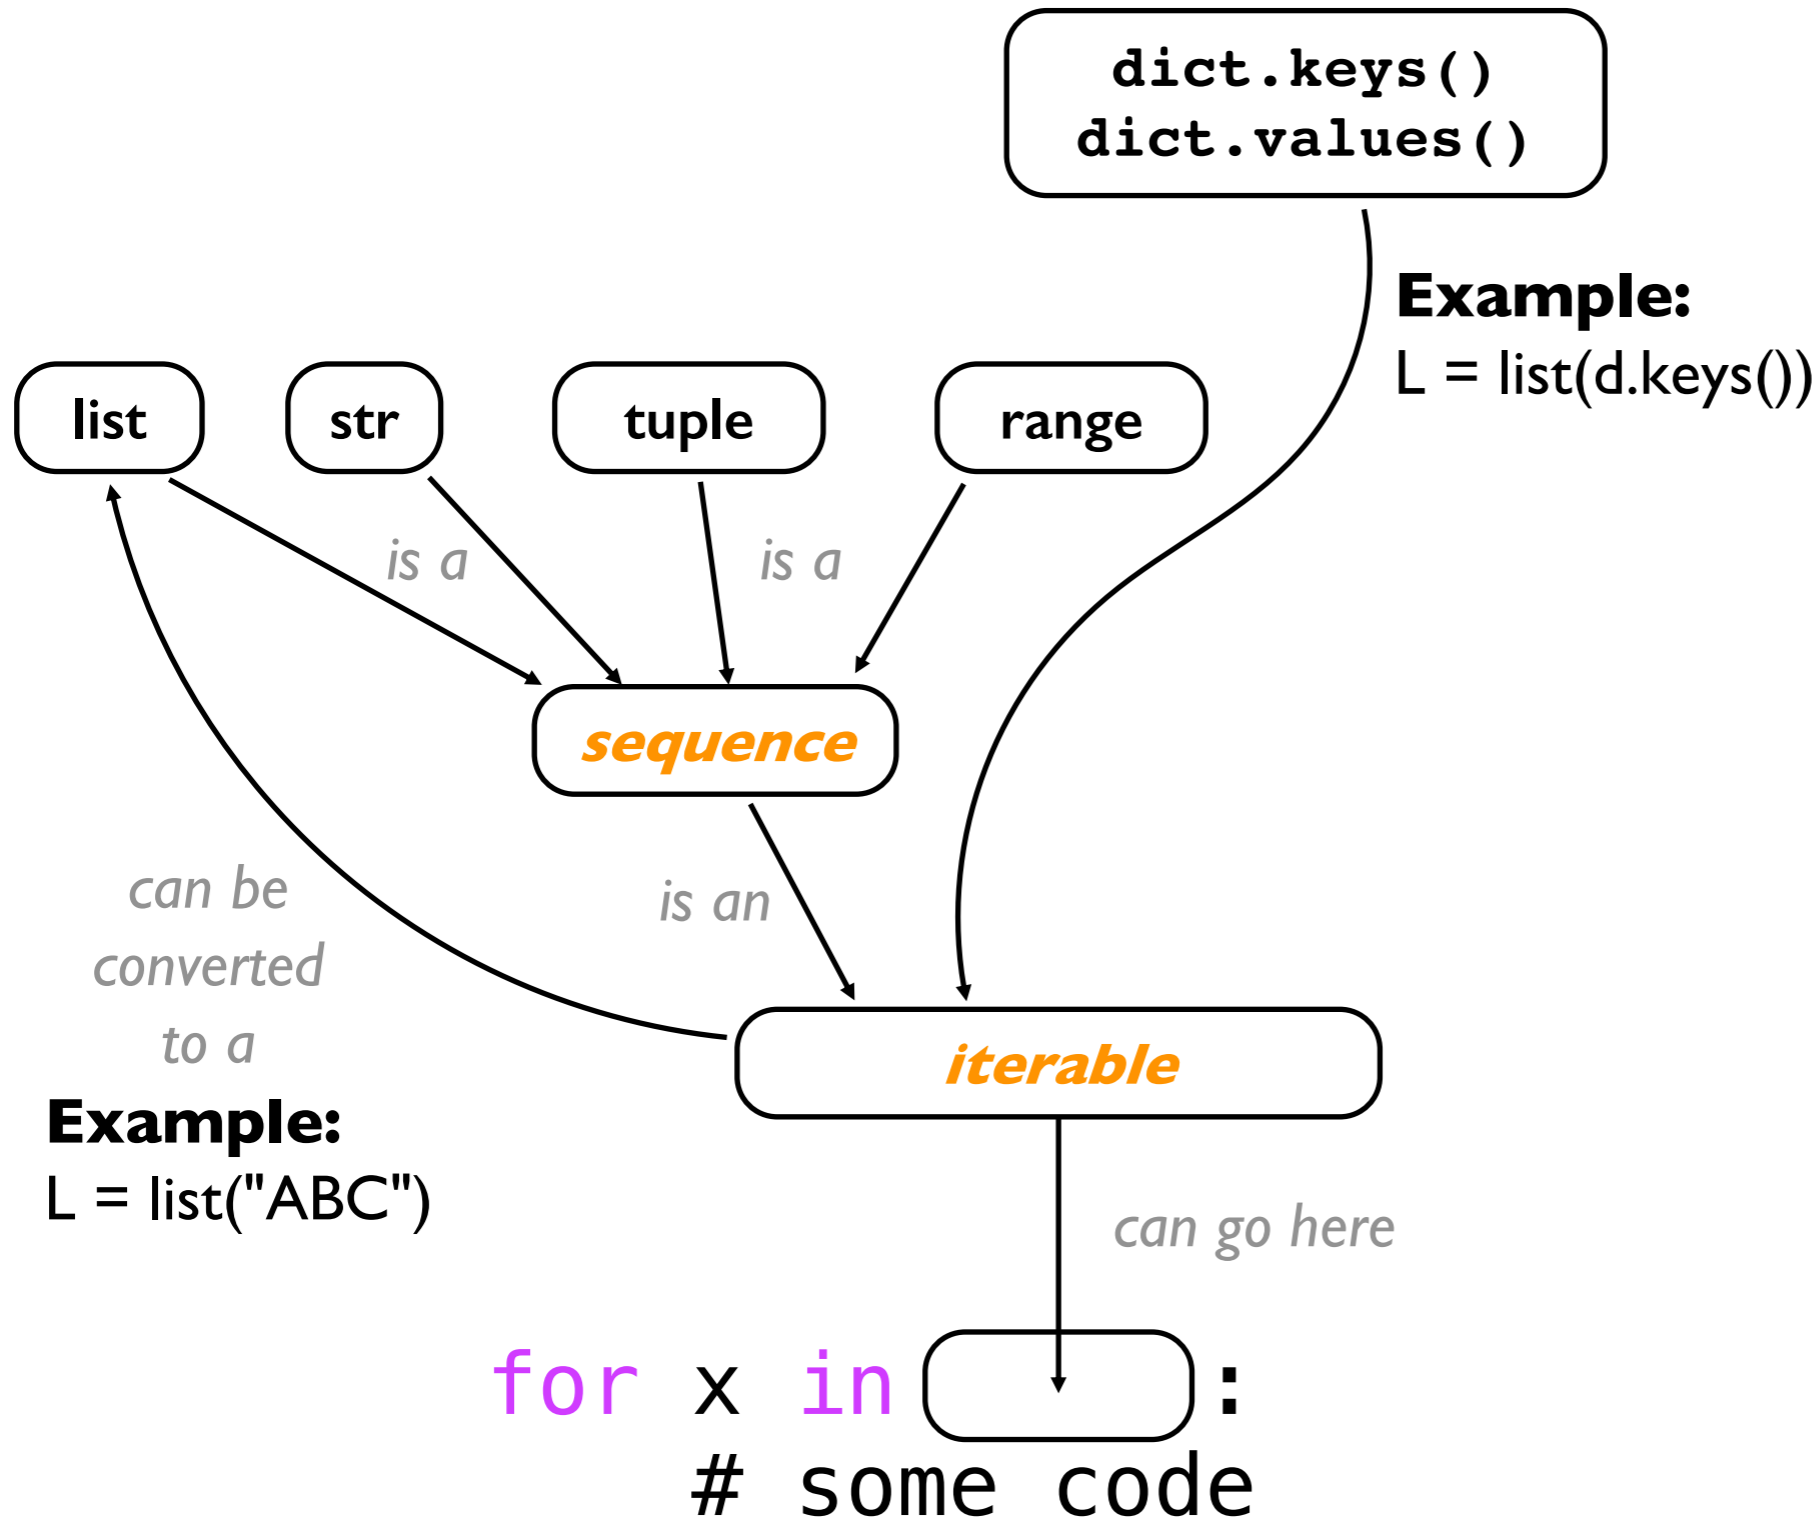 dict.keys()
dict.values()
Example:
L = list(d.keys())
list
str
tuple
range
is a
is a
sequence
can be
converted
to a
is an
Example:
L = list("ABC")
iterable
can go here
for x in :
# some code